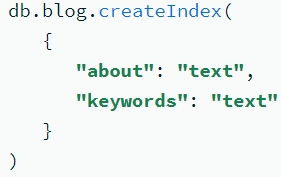 db.blog.createIndex(
   {
      "about": "text",
      "keywords": "text"
   }
)